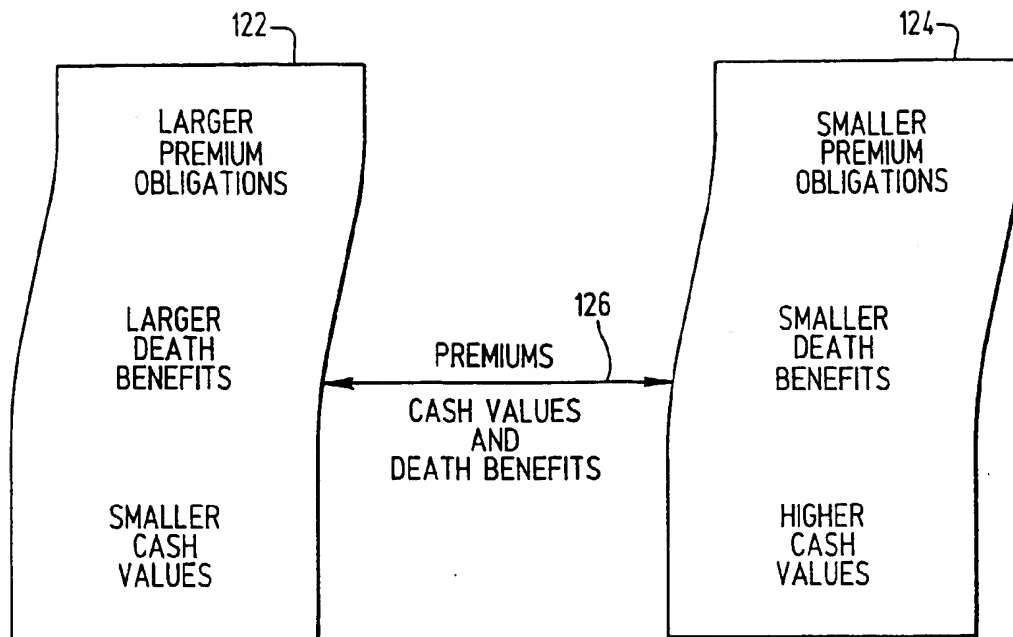 122
124
LARGER
PREMIUM
OBLIGATIONS
SMALLER
PREMIUM
OBLIGATIONS
LARGER
DEATH
BENEFITS
126
PREMIUMS
CASH VALUES
AND
DEATH BENEFITS
SMALLER
DEATH
BENEFITS
SMALLER
CASH
VALUES
HIGHER
CASH
VALUES